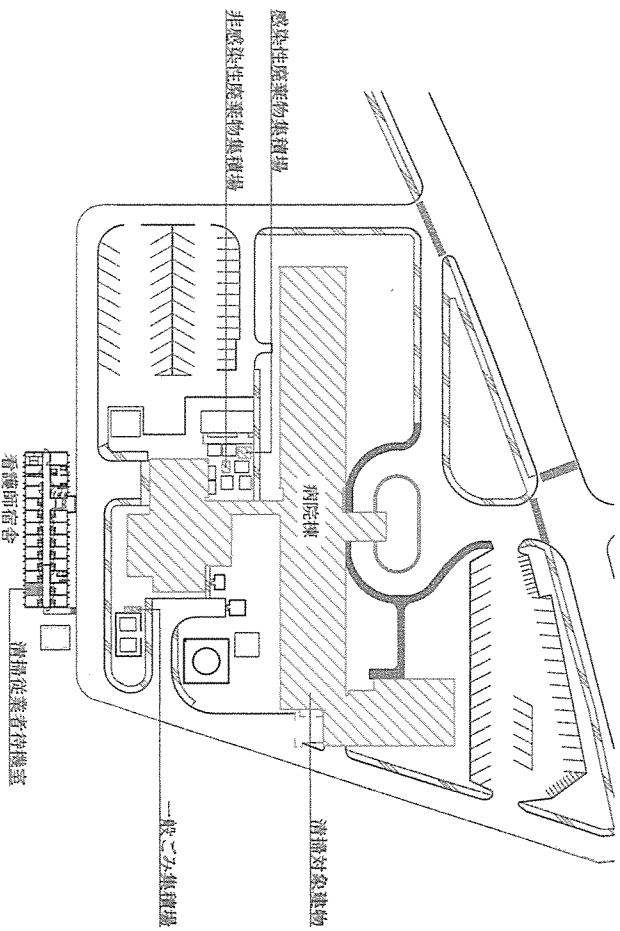 感染性廃棄物集積場
非感染性廃棄物集積場
病院棟
看護師宿舎
清掃従業者待機室
一般ごみ集積場
清掃対象建物